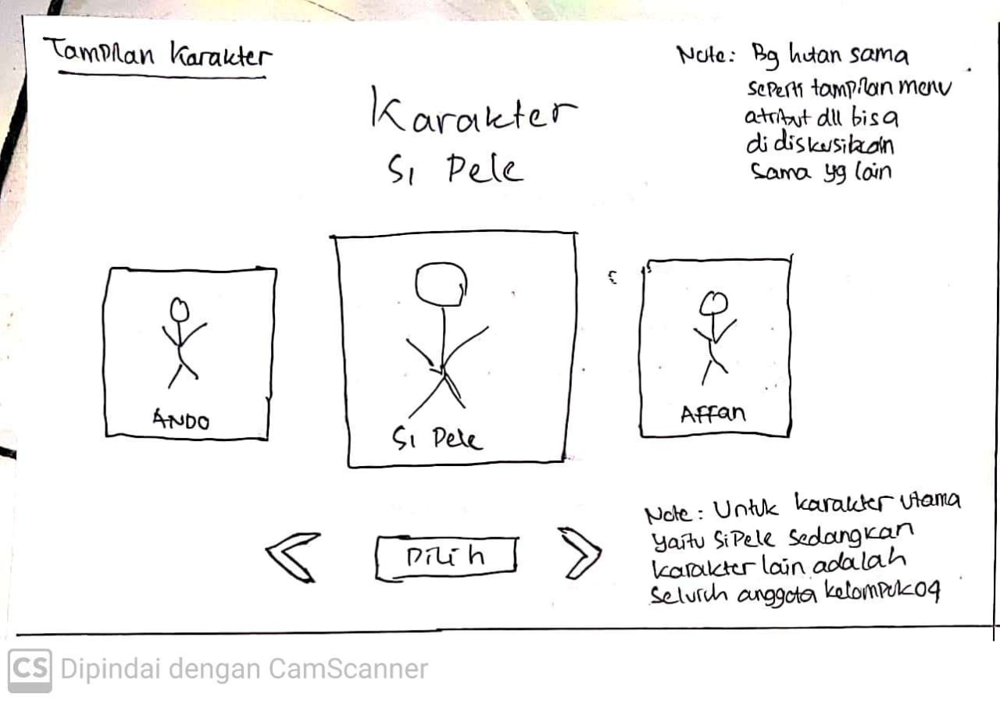 Tampilan Karakter
Note: Bg hutan sama
seperti tampilan menu
atribut dll bisa
di diskusikan
sama yg lain
Karakter
Si Pele
ANDO
Si Pele
Affan
Pilih
Note: Untuk karakter utama
yaitu Si Pele sedangkan
karakter lain adalah
seluruh anggota kelompok 04
CS Dipindai dengan CamScanner